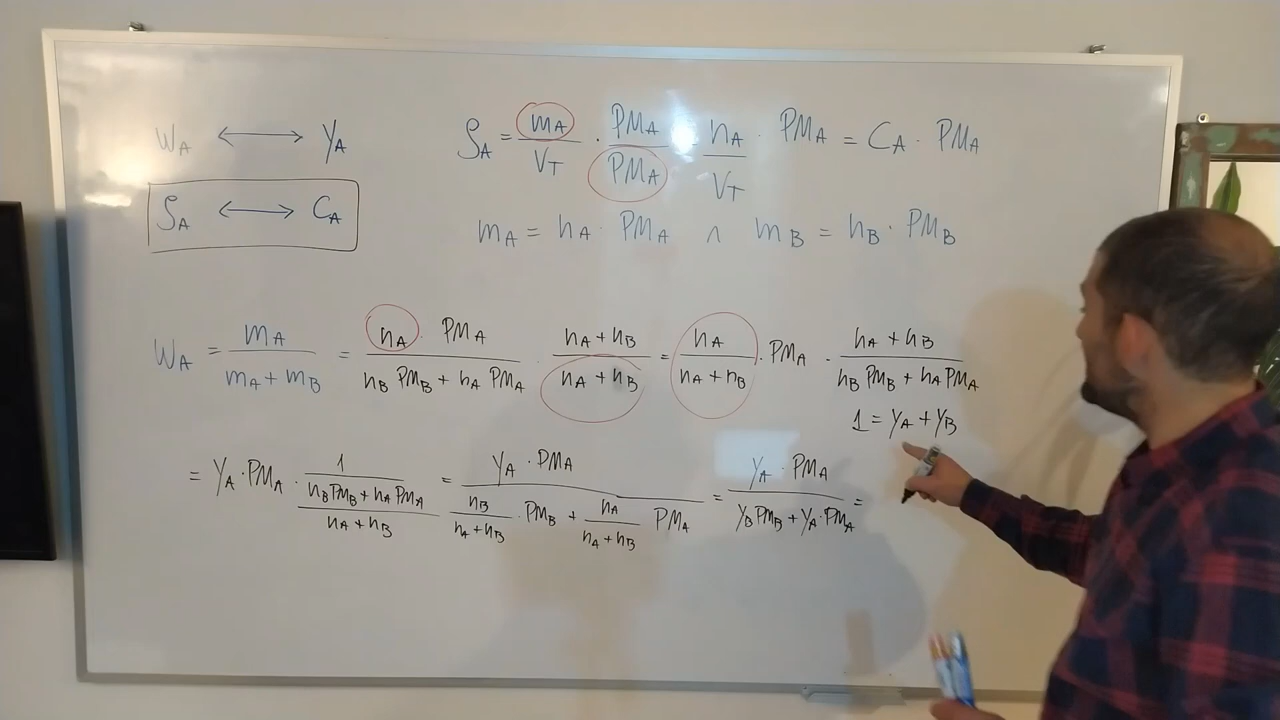 W_A ⟷ Y_A
ρ_A ⟷ C_A
ρ_A = m_A / V_T · PM_A / PM_A = n_A / V_T · PM_A = C_A · PM_A
m_A = n_A · PM_A ∧ m_B = n_B · PM_B
W_A = m_A / (m_A + m_B) = n_A · PM_A / (n_B PM_B + n_A PM_A) · (n_A + n_B) / (n_A + n_B) = n_A / (n_A + n_B) · PM_A · (n_A + n_B) / (n_B PM_B + n_A PM_A)
1 = Y_A + Y_B
= Y_A · PM_A · 1 / ((n_B PM_B + n_A PM_A) / (n_A + n_B)) = Y_A · PM_A / (n_B / (n_A + n_B) · PM_B + n_A / (n_A + n_B) PM_A) = Y_A · PM_A / (Y_B PM_B + Y_A · PM_A) =